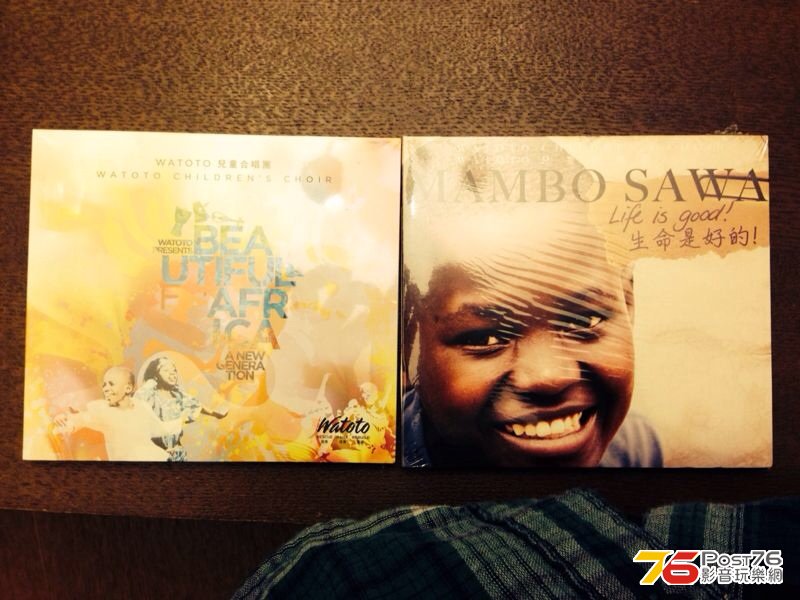 WATOTO 兒童合唱團
WATOTO CHILDREN'S CHOIR
WATOTO
PRESENTS
BEA
UTIFUL
AFR
ICA
A NEW
GENERA
TION
Watoto
MAMBO SAWA
Life is good!
生命是好的!
76 Post76
影音玩樂網